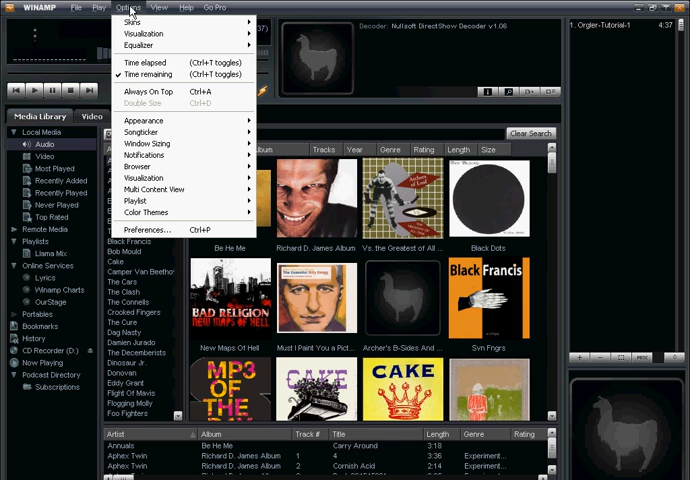 WINAMP File Play Options View Help Go Pro
Skins
Visualization
Equalizer
Time elapsed (Ctrl+T toggles)
Time remaining (Ctrl+T toggles)
Always On Top Ctrl+A
Double Size Ctrl+D
Appearance
Songticker
Window Sizing
Notifications
Browser
Visualization
Multi Content View
Playlist
Color Themes
Preferences... Ctrl+P
Decoder: Nullsoft DirectShow Decoder v1.06
1. Orgler-Tutorial-1 4:37
Media Library Video
Local Media
Audio
Video
Most Played
Recently Added
Recently Played
Never Played
Top Rated
Remote Media
Playlists
Llama Mix
Online Services
Lyrics
Winamp Charts
OurStage
Portables
Bookmarks
History
CD Recorder (D:)
Now Playing
Podcast Directory
Subscriptions
Clear Search
Album Tracks Year Genre Rating Length Size
Black Francis
Bob Mould
Cake
Camper Van Beethov
The Cars
The Clash
The Connells
Crooked Fingers
The Cure
Dag Nasty
Damien Jurado
The Decemberists
Dinosaur Jr.
Donovan
Eddy Grant
Flight Of Mavis
Flogging Molly
Foo Fighters
Be He Me
Richard D. James Album
Vs. the Greatest of All ...
Black Dots
BAD RELIGION
NEW MAPS OF HELL
Black Francis
New Maps Of Hell
Must I Paint You a Pict...
Archer's B-Sides And ...
Svn Fngrs
MP3
OF THE
DAY
CAKE
CAKE
Artist Album Track # Title Length Genre Rating
Annuals Be He Me Carry Around 3:18
Aphex Twin Richard D. James Album 1 4 3:36 Experiment...
Aphex Twin Richard D. James Album 2 Cornish Acid 2:14 Experiment...